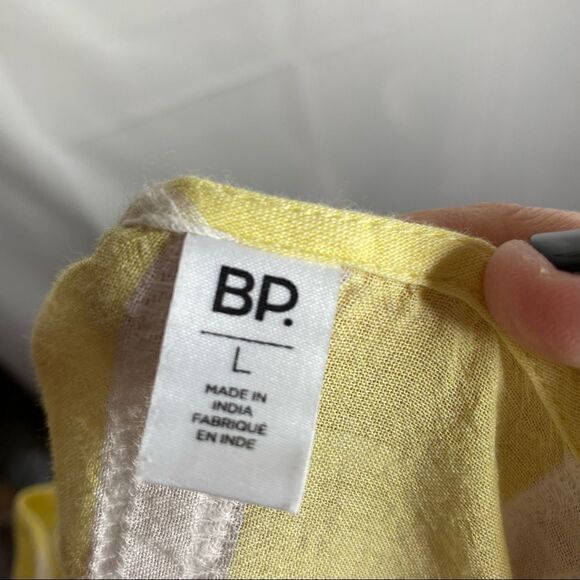 BP.
L
MADE IN
INDIA
FABRIQUÉ
EN INDE